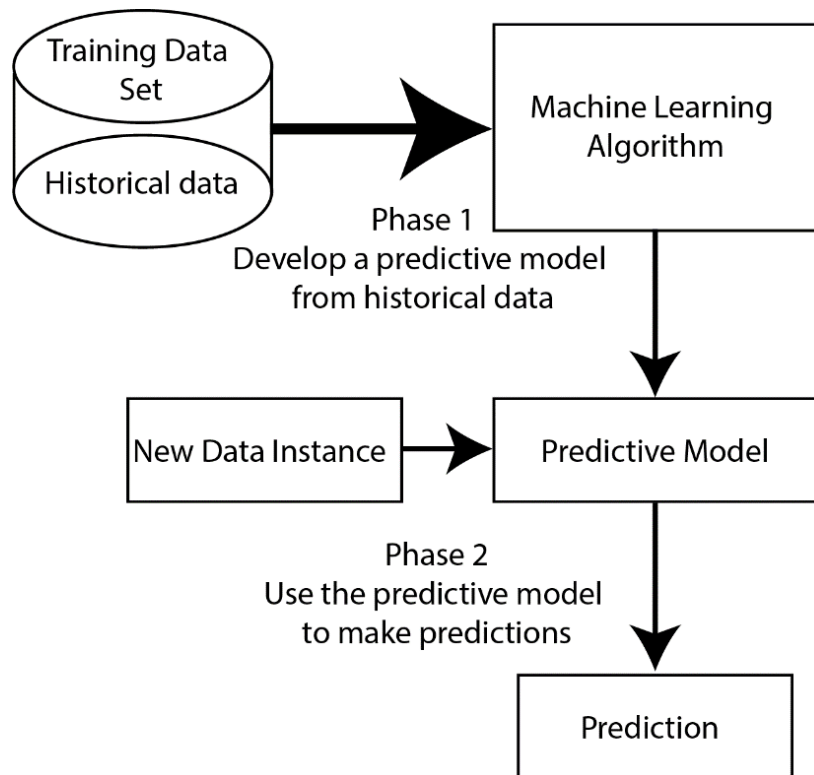 Training Data
Set
Historical data
Machine Learning
Algorithm
Phase 1
Develop a predictive model
from historical data
New Data Instance
Predictive Model
Phase 2
Use the predictive model
to make predictions
Prediction